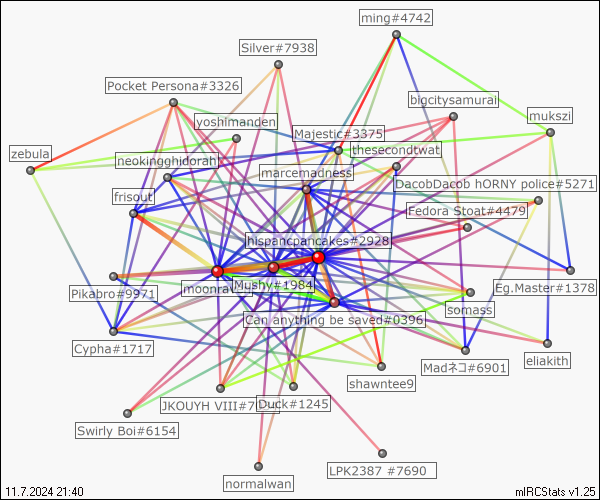 ming#4742
Silver#7938
Pocket Persona#3326
bigcitysamurai
mukszi
yoshimanden
Majestic#3375
thesecondtwat
zebula
neokingghidorah
marcemadness
DacobDacob hORNY police#5271
frisout
Fedora Stoat#4479
hispancpancakes#2928
moonra
Mushy#1984
Pikabro#9971
Eg.Master#1378
somass
Can anything be saved#0396
Cypha#1717
Madネコ#6901
eliakith
shawntee9
JKOUYH VIII#7
Duck#1245
Swirly Boi#6154
LPK2387 #7690
normalwan
11.7.2024 21:40
mIRCStats v1.25